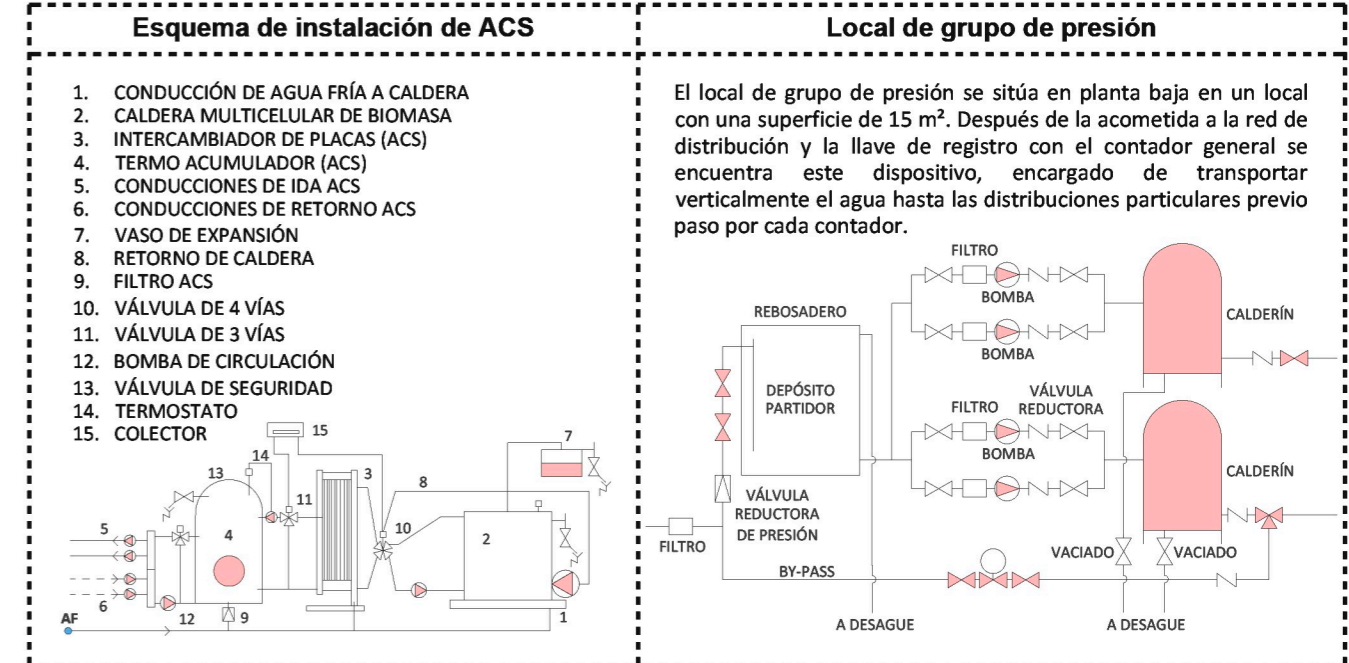 Esquema de instalación de ACS
1. CONDUCCIÓN DE AGUA FRÍA A CALDERA
2. CALDERA MULTICELULAR DE BIOMASA
3. INTERCAMBIADOR DE PLACAS (ACS)
4. TERMO ACUMULADOR (ACS)
5. CONDUCCIONES DE IDA ACS
6. CONDUCCIONES DE RETORNO ACS
7. VASO DE EXPANSIÓN
8. RETORNO DE CALDERA
9. FILTRO ACS
10. VÁLVULA DE 4 VÍAS
11. VÁLVULA DE 3 VÍAS
12. BOMBA DE CIRCULACIÓN
13. VÁLVULA DE SEGURIDAD
14. TERMOSTATO
15. COLECTOR
15
7
14
13
3
8
11
10
5
4
2
6
12
9
1
AF
Local de grupo de presión
El local de grupo de presión se sitúa en planta baja en un local
con una superficie de 15 m². Después de la acometida a la red de
distribución y la llave de registro con el contador general se
encuentra este dispositivo, encargado de transportar
verticalmente el agua hasta las distribuciones particulares previo
paso por cada contador.
FILTRO
BOMBA
REBOSADERO
CALDERÍN
BOMBA
DEPÓSITO
PARTIDOR
VÁLVULA
REDUCTORA
FILTRO
BOMBA
CALDERÍN
VÁLVULA
REDUCTORA
DE PRESIÓN
FILTRO
VACIADO
VACIADO
BY-PASS
A DESAGUE
A DESAGUE